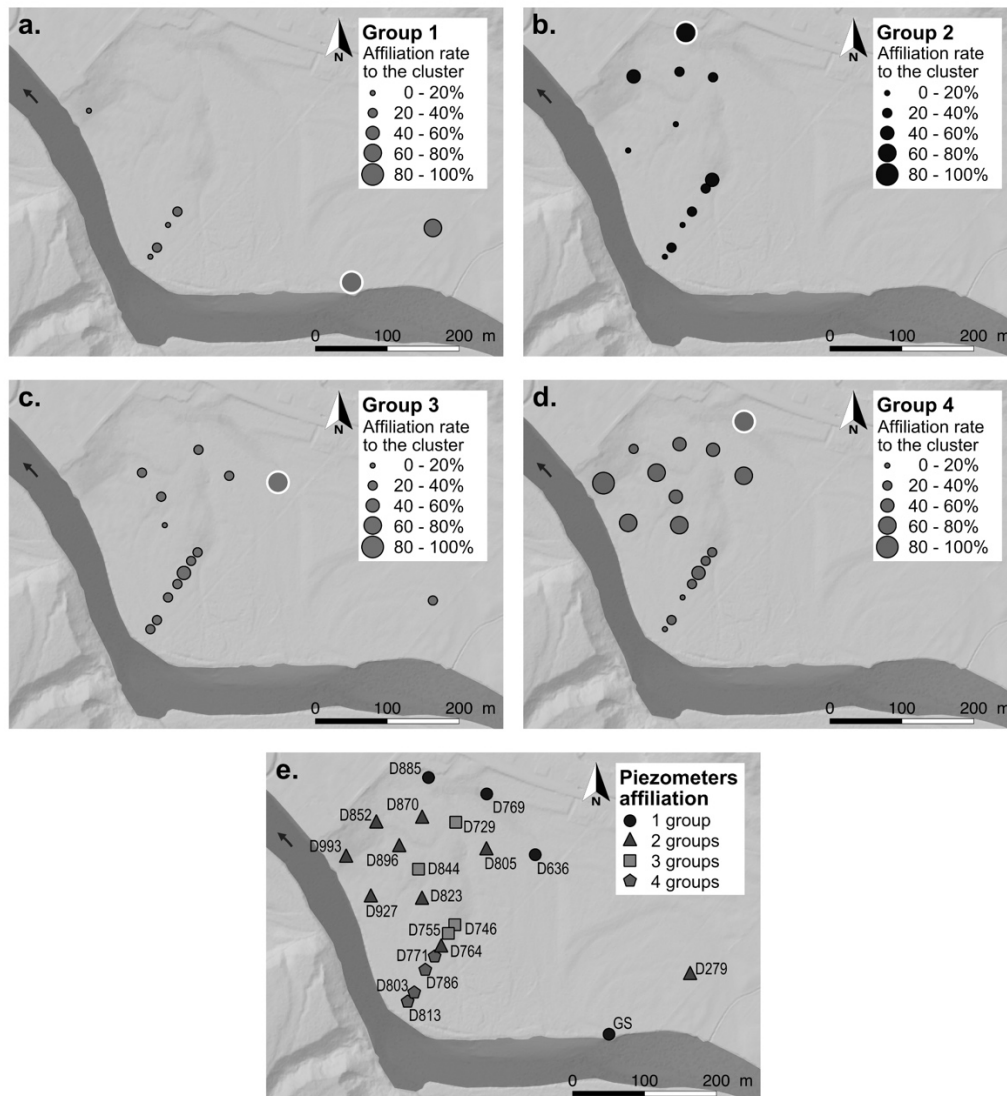 a.
N
Group 1
Affiliation rate
to the cluster
0 - 20%
20 - 40%
40 - 60%
60 - 80%
80 - 100%
0 100 200 m
b.
N
Group 2
Affiliation rate
to the cluster
0 - 20%
20 - 40%
40 - 60%
60 - 80%
80 - 100%
0 100 200 m
c.
N
Group 3
Affiliation rate
to the cluster
0 - 20%
20 - 40%
40 - 60%
60 - 80%
80 - 100%
0 100 200 m
d.
N
Group 4
Affiliation rate
to the cluster
0 - 20%
20 - 40%
40 - 60%
60 - 80%
80 - 100%
0 100 200 m
e.
N
Piezometers
affiliation
1 group
2 groups
3 groups
4 groups
D885
D769
D870
D852
D729
D993
D896
D805
D636
D844
D927
D823
D746
D755
D764
D771
D786
D803
D813
D279
GS
0 100 200 m